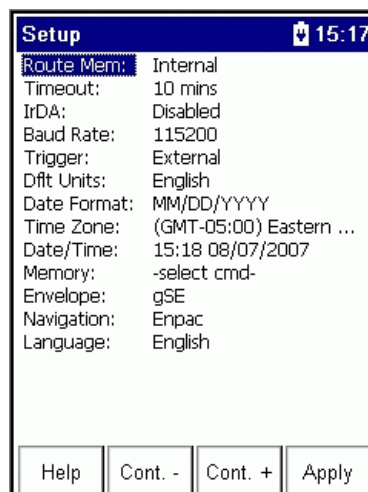 Setup 15:17
Route Mem: Internal
Timeout: 10 mins
IrDA: Disabled
Baud Rate: 115200
Trigger: External
Dflt Units: English
Date Format: MM/DD/YYYY
Time Zone: (GMT-05:00) Eastern ...
Date/Time: 15:18 08/07/2007
Memory: -select cmd-
Envelope: gSE
Navigation: Enpac
Language: English
Help Cont. - Cont. + Apply